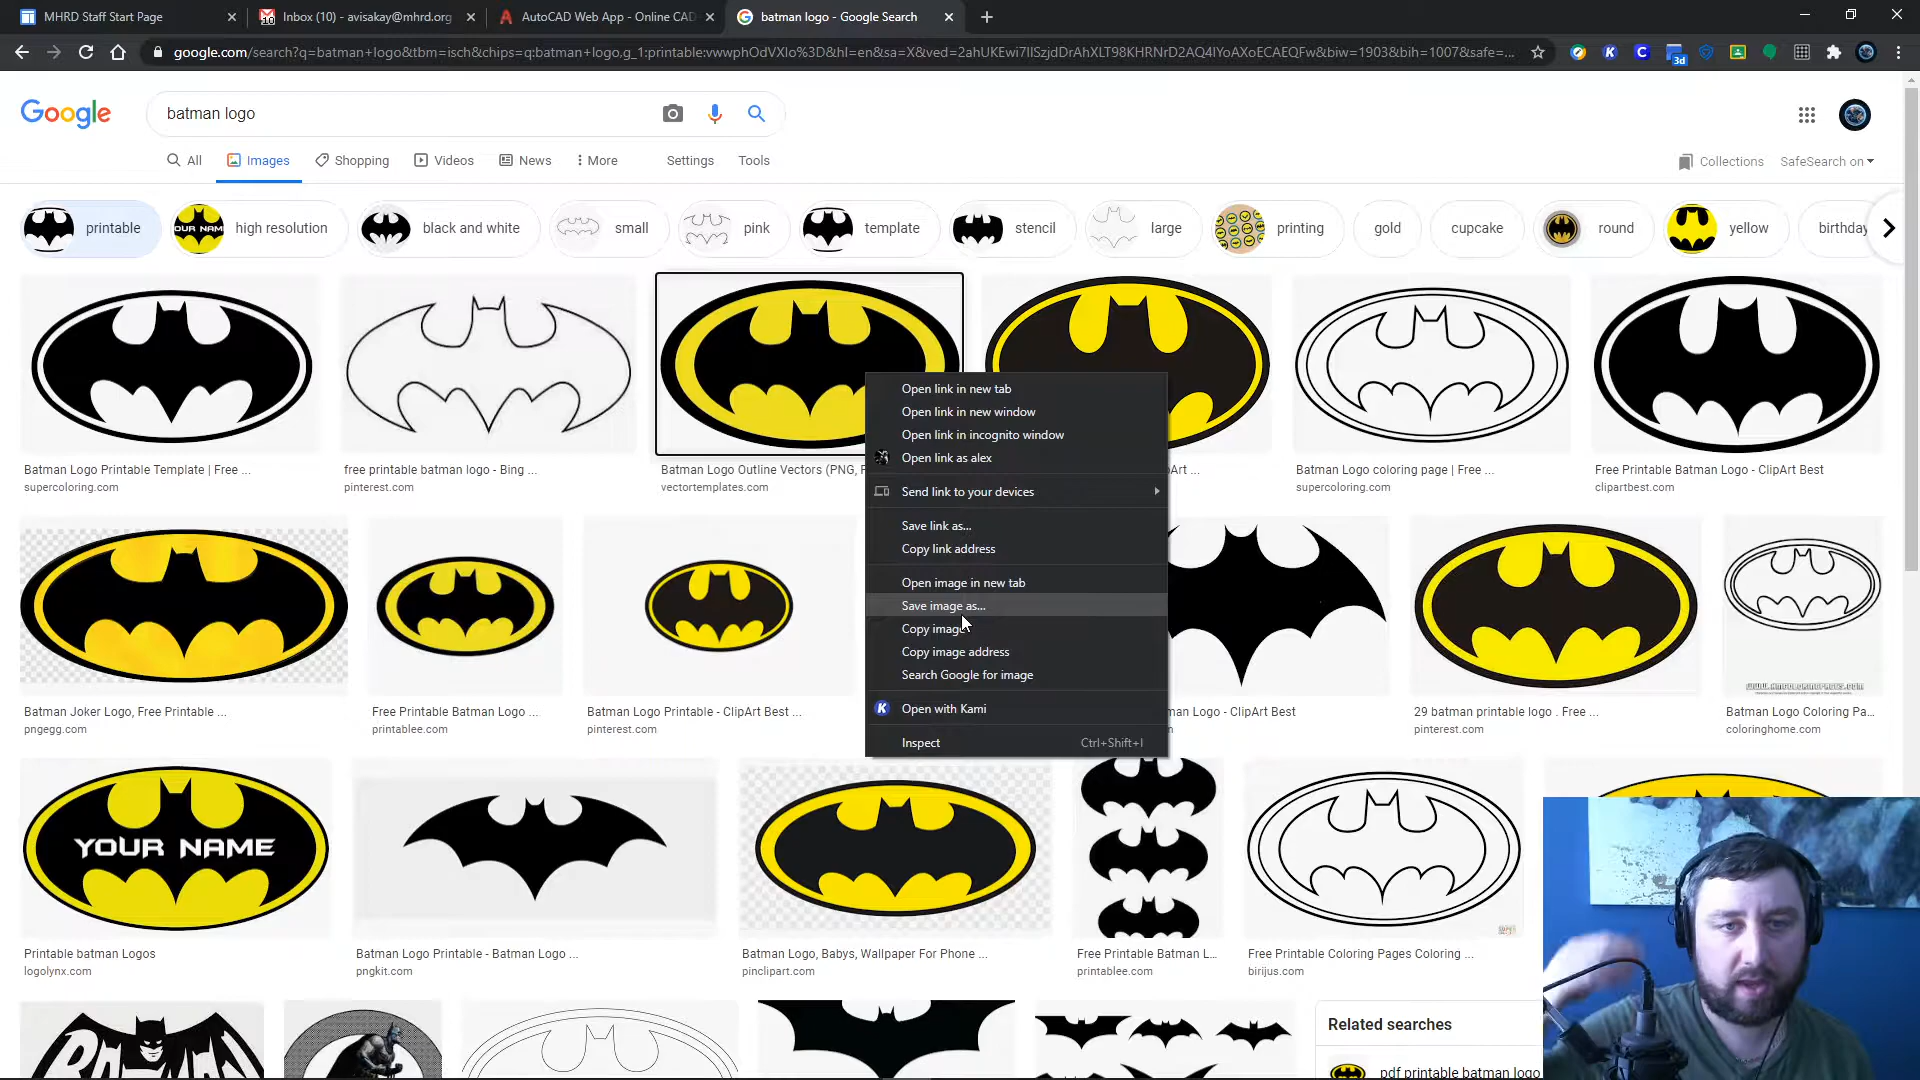 MHRD Staff Start Page
Inbox (10) - avisakay@mhrd.org
AutoCAD Web App - Online CAD
batman logo - Google Search
google.com/search?q=batman+logo&tbm=isch&chips=q:batman+logo,g_1:printable:vwwphOdVXIo%3D&hl=en&sa=X&ved=2ahUKEwi7lISzjdDrAhXLT98KHRNrD2AQ4lYoAXoECAEQFw&biw=1903&bih=1007&safe=...
3d
Google
batman logo
All
Images
Shopping
Videos
News
More
Settings
Tools
Collections
SafeSearch on
printable
OUR NAM
high resolution
black and white
small
pink
template
stencil
large
printing
gold
cupcake
round
yellow
birthday
Batman Logo Printable Template | Free ...
supercoloring.com
free printable batman logo - Bing ...
pinterest.com
Batman Logo Outline Vectors (PNG, F
vectortemplates.com
Art ...
Batman Logo coloring page | Free ...
supercoloring.com
Free Printable Batman Logo - ClipArt Best
clipartbest.com
Open link in new tab
Open link in new window
Open link in incognito window
Open link as alex
Send link to your devices
Save link as...
Copy link address
Open image in new tab
Save image as...
Copy image
Copy image address
Search Google for image
Open with Kami
Inspect
Ctrl+Shift+I
Batman Joker Logo, Free Printable ...
pngegg.com
Free Printable Batman Logo ...
printablee.com
Batman Logo Printable - ClipArt Best ...
pinterest.com
man Logo - ClipArt Best
m
29 batman printable logo . Free ...
pinterest.com
Batman Logo Coloring Pa...
coloringhome.com
YOUR NAME
Printable batman Logos
logolynx.com
Batman Logo Printable - Batman Logo ...
pngkit.com
Batman Logo, Babys, Wallpaper For Phone ...
pinclipart.com
Free Printable Batman L...
printablee.com
Free Printable Coloring Pages Coloring ...
birijus.com
Related searches
pdf printable batman logo